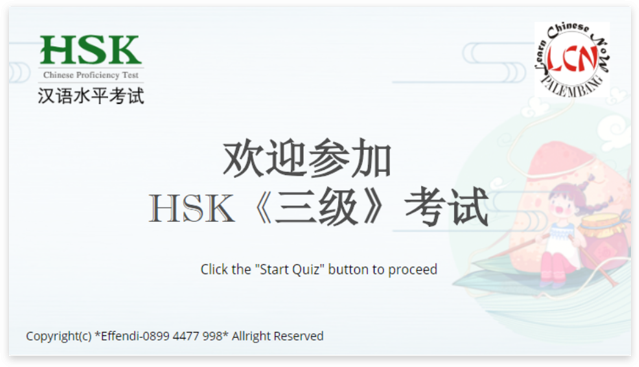 HSK
Chinese Proficiency Test
汉语水平考试
Learn Chinese Now
LCN
PALEMBANG
欢迎参加
HSK《三级》考试
Click the "Start Quiz" button to proceed
Copyright(c) *Effendi-0899 4477 998* Allright Reserved